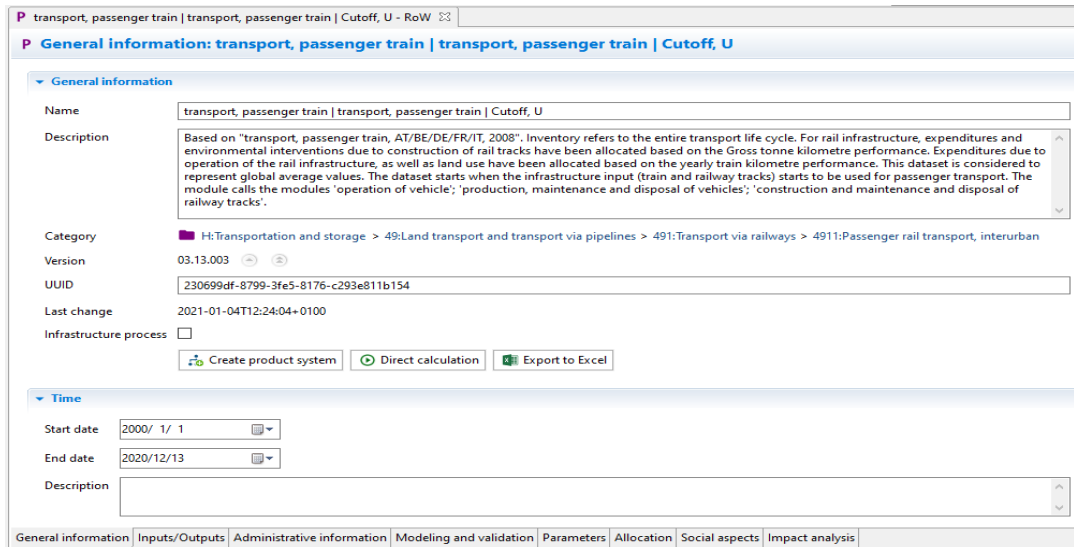 P transport, passenger train | transport, passenger train | Cutoff, U - RoW
P General information: transport, passenger train | transport, passenger train | Cutoff, U
General information
Name transport, passenger train | transport, passenger train | Cutoff, U
Description Based on "transport, passenger train, AT/BE/DE/FR/IT, 2008". Inventory refers to the entire transport life cycle. For rail infrastructure, expenditures and
environmental interventions due to construction of rail tracks have been allocated based on the Gross tonne kilometre performance. Expenditures due to
operation of the rail infrastructure, as well as land use have been allocated based on the yearly train kilometre performance. This dataset is considered to
represent global average values. The dataset starts when the infrastructure input (train and railway tracks) starts to be used for passenger transport. The
module calls the modules 'operation of vehicle'; 'production, maintenance and disposal of vehicles'; 'construction and maintenance and disposal of
railway tracks'.
Category H:Transportation and storage > 49:Land transport and transport via pipelines > 491:Transport via railways > 4911:Passenger rail transport, interurban
Version 03.13.003
UUID 230699df-8799-3fe5-8176-c293e811b154
Last change 2021-01-04T12:24:04+0100
Infrastructure process
Create product system Direct calculation Export to Excel
Time
Start date 2000/ 1/ 1
End date 2020/12/13
Description
General information Inputs/Outputs Administrative information Modeling and validation Parameters Allocation Social aspects Impact analysis